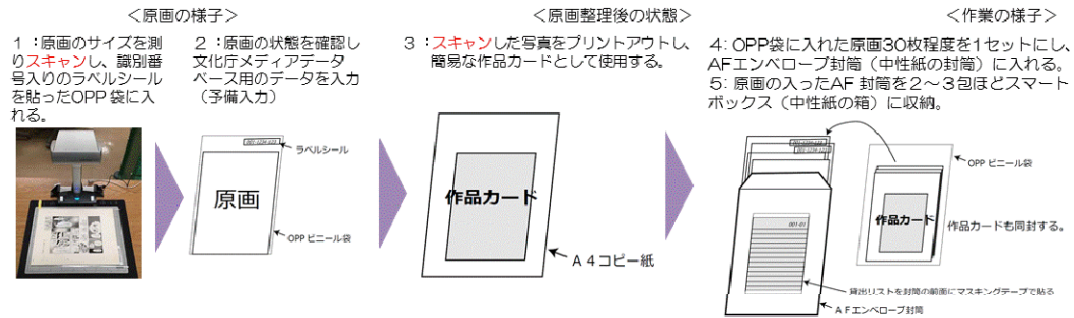 ＜原画の様子＞
＜原画整理後の状態＞
＜作業の様子＞
１：原画のサイズを測
りスキャンし、識別番
号入りのラベルシール
を貼ったOPP袋に入
れる。
２：原画の状態を確認し
文化庁メディアデータ
ベース用のデータを入力
（予備入力）
３：スキャンした写真をプリントアウトし、
簡易な作品カードとして使用する。
4：OPP袋に入れた原画30枚程度を1セットにし、
AFエンベロープ封筒（中性紙の封筒）に入れる。
5：原画の入ったAF封筒を２～３包ほどスマート
ボックス（中性紙の箱）に収納。
001-1234-123
ラベルシール
原画
OPP ビニール袋
作品カード
A４コピー紙
001-01
OPP ビニール袋
作品カード
作品カードも同封する。
貸出リストを封筒の前面にマスキングテープで貼る
AFエンベロープ封筒